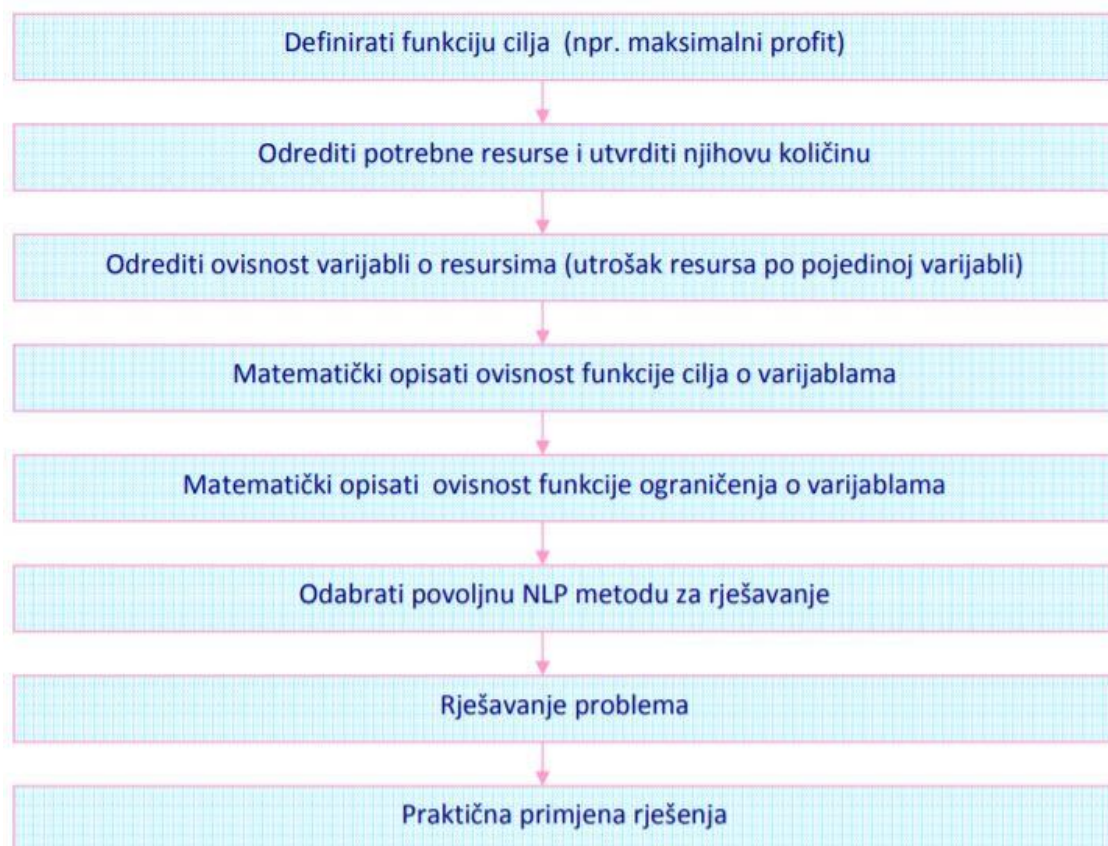 Definirati funkciju cilja (npr. maksimalni profit)
Odrediti potrebne resurse i utvrditi njihovu količinu
Odrediti ovisnost varijabli o resursima (utrošak resursa po pojedinoj varijabli)
Matematički opisati ovisnost funkcije cilja o varijablama
Matematički opisati ovisnost funkcije ograničenja o varijablama
Odabrati povoljnu NLP metodu za rješavanje
Rješavanje problema
Praktična primjena rješenja